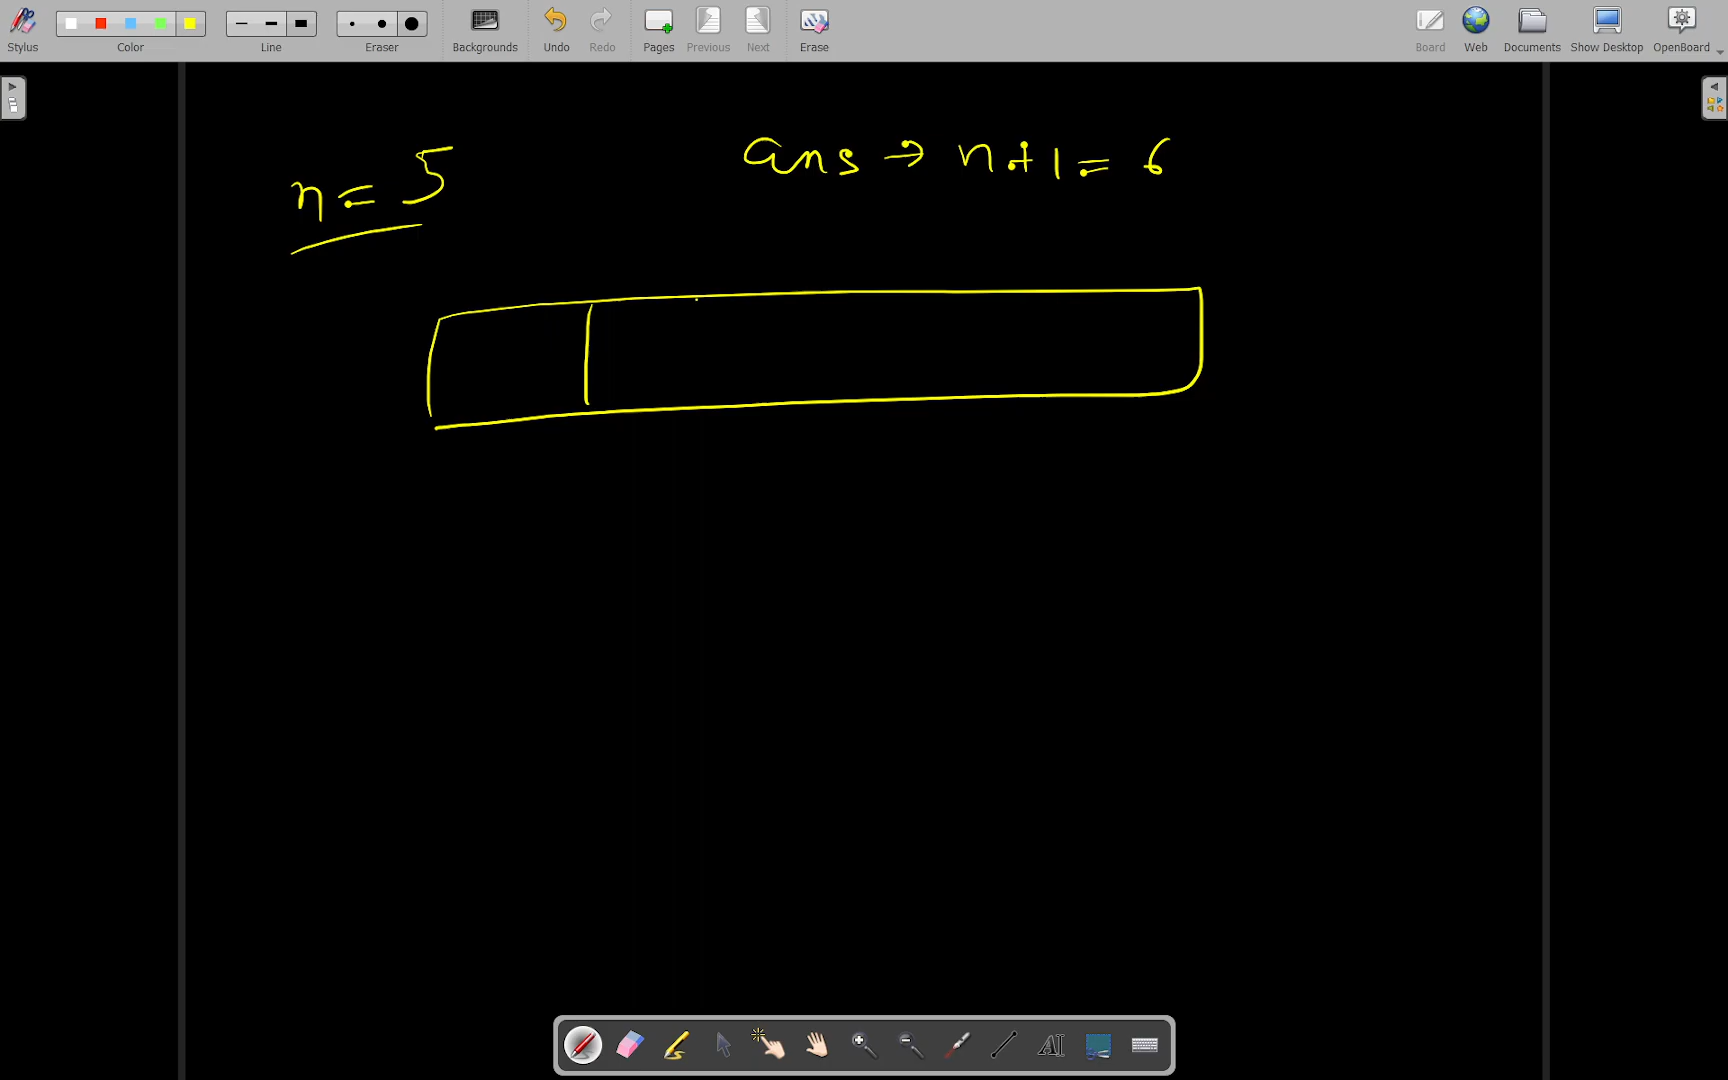 Stylus Color Line Eraser Backgrounds Undo Redo Pages Previous Next Erase Board Web Documents Show Desktop OpenBoard
n = 5
ans → n + 1 = 6
AI